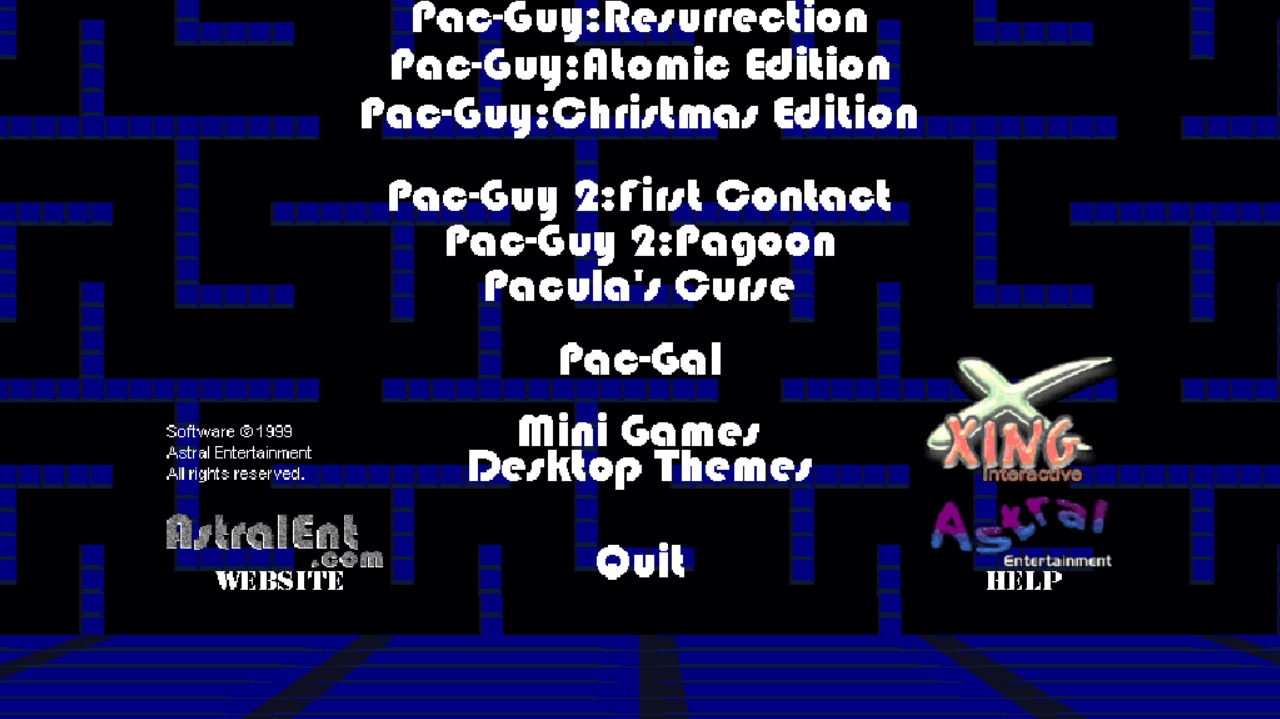 Pac-Guy:Resurrection
Pac-Guy:Atomic Edition
Pac-Guy:Christmas Edition
Pac-Guy 2:First Contact
Pac-Guy 2:Pagoon
Pacula's Curse
Pac-Gal
Mini Games
Desktop Themes
Quit
Software ©1999
Astral Entertainment
All rights reserved.
AstralEnt
.com
WEBSITE
XING
Interactive
Astral
Entertainment
HELP